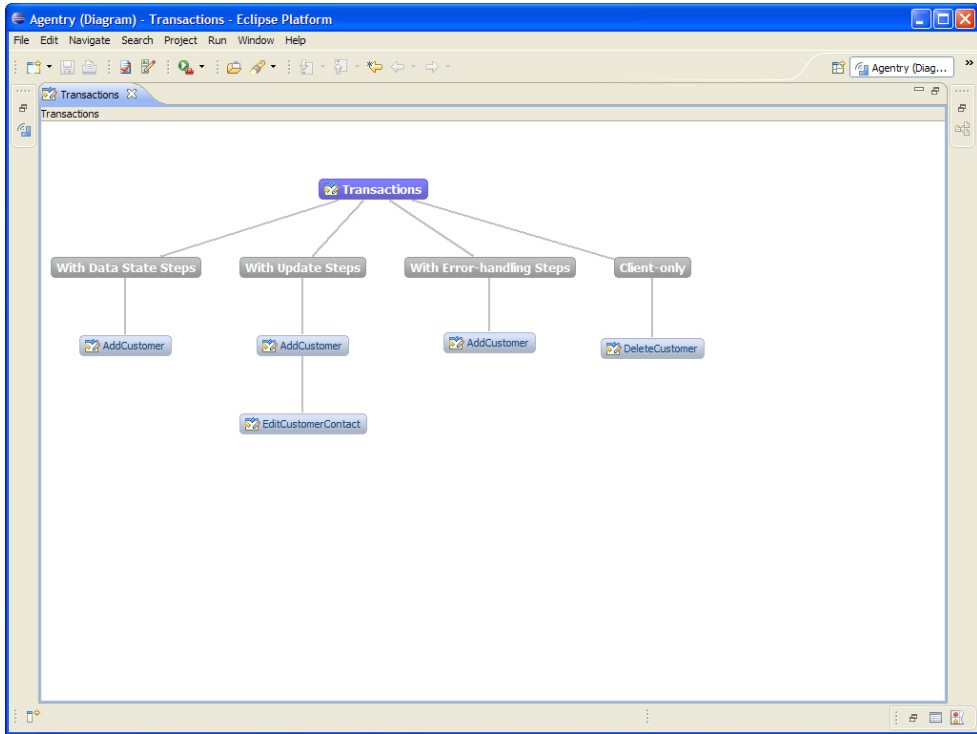 Agentry (Diagram) - Transactions - Eclipse Platform
File Edit Navigate Search Project Run Window Help
Agentry (Diag...
Transactions
Transactions
Transactions
With Data State Steps With Update Steps With Error-handling Steps Client-only
AddCustomer AddCustomer AddCustomer DeleteCustomer
EditCustomerContact